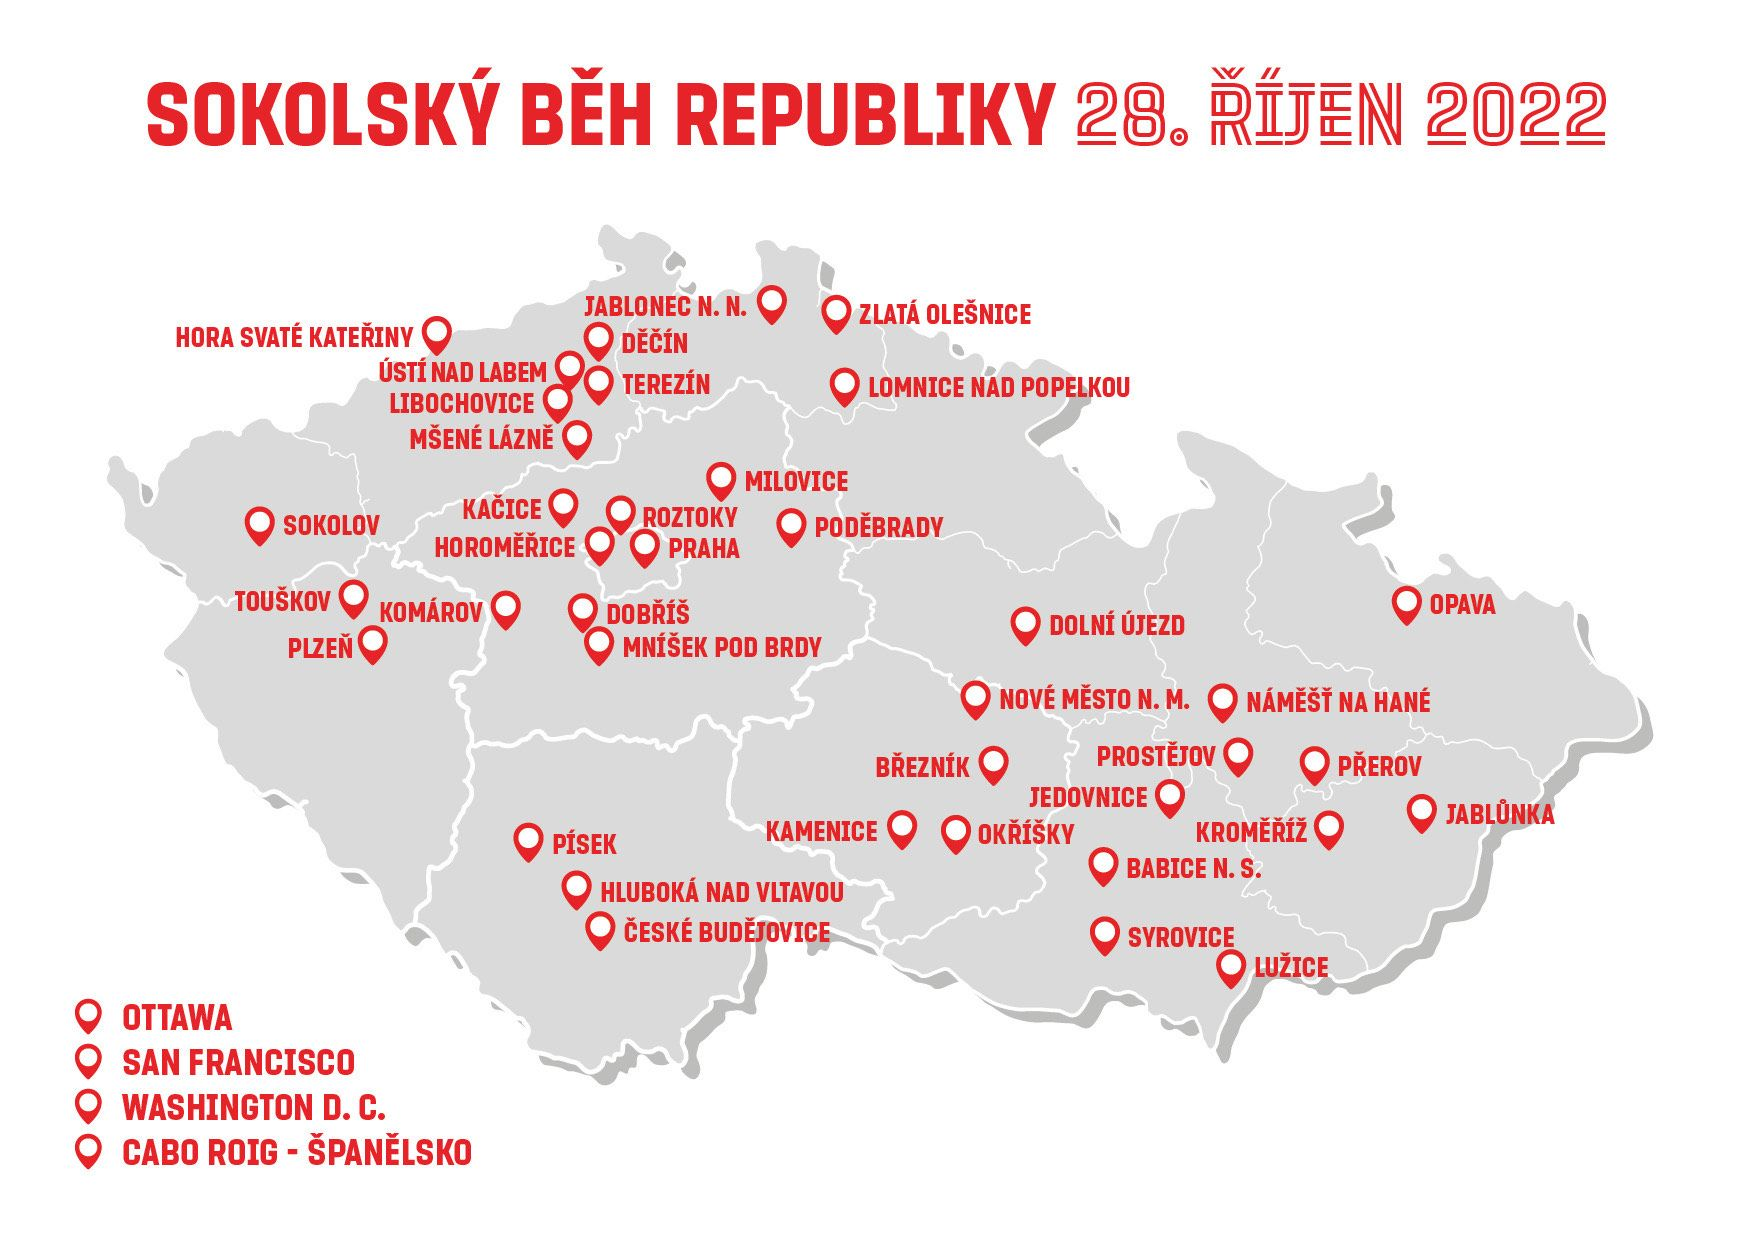 SOKOLSKÝ BĚH REPUBLIKY 28. ŘÍJEN 2022
JABLONEC N. N.
ZLATÁ OLEŠNICE
HORA SVATÉ KATEŘINY
DĚČÍN
ÚSTÍ NAD LABEM
TEREZÍN
LOMNICE NAD POPELKOU
LIBOCHOVICE
MŠENÉ LÁZNĚ
MILOVICE
KAČICE
ROZTOKY
SOKOLOV
PODĚBRADY
HOROMĚŘICE
PRAHA
TOUŠKOV
KOMÁROV
DOBŘÍŠ
OPAVA
DOLNÍ ÚJEZD
PLZEŇ
MNÍŠEK POD BRDY
NOVÉ MĚSTO N. M.
NÁMĚŠŤ NA HANÉ
BŘEZNÍK
PROSTĚJOV
PŘEROV
JEDOVNICE
JABLŮNKA
KAMENICE
OKŘÍŠKY
KROMĚŘÍŽ
PÍSEK
BABICE N. S.
HLUBOKÁ NAD VLTAVOU
ČESKÉ BUDĚJOVICE
SYROVICE
LUŽICE
OTTAWA
SAN FRANCISCO
WASHINGTON D. C.
CABO ROIG - ŠPANĚLSKO